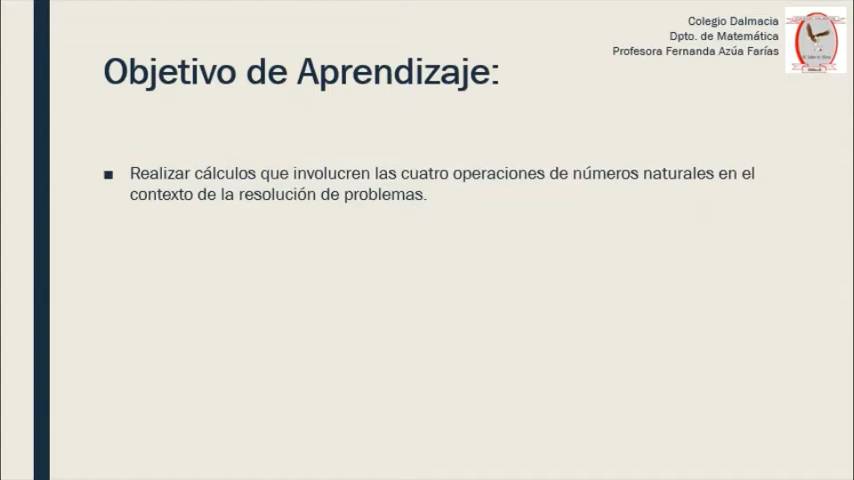 Colegio Dalmacia
Dpto. de Matemática
Profesora Fernanda Azúa Farías
Objetivo de Aprendizaje:
■ Realizar cálculos que involucren las cuatro operaciones de números naturales en el
contexto de la resolución de problemas.